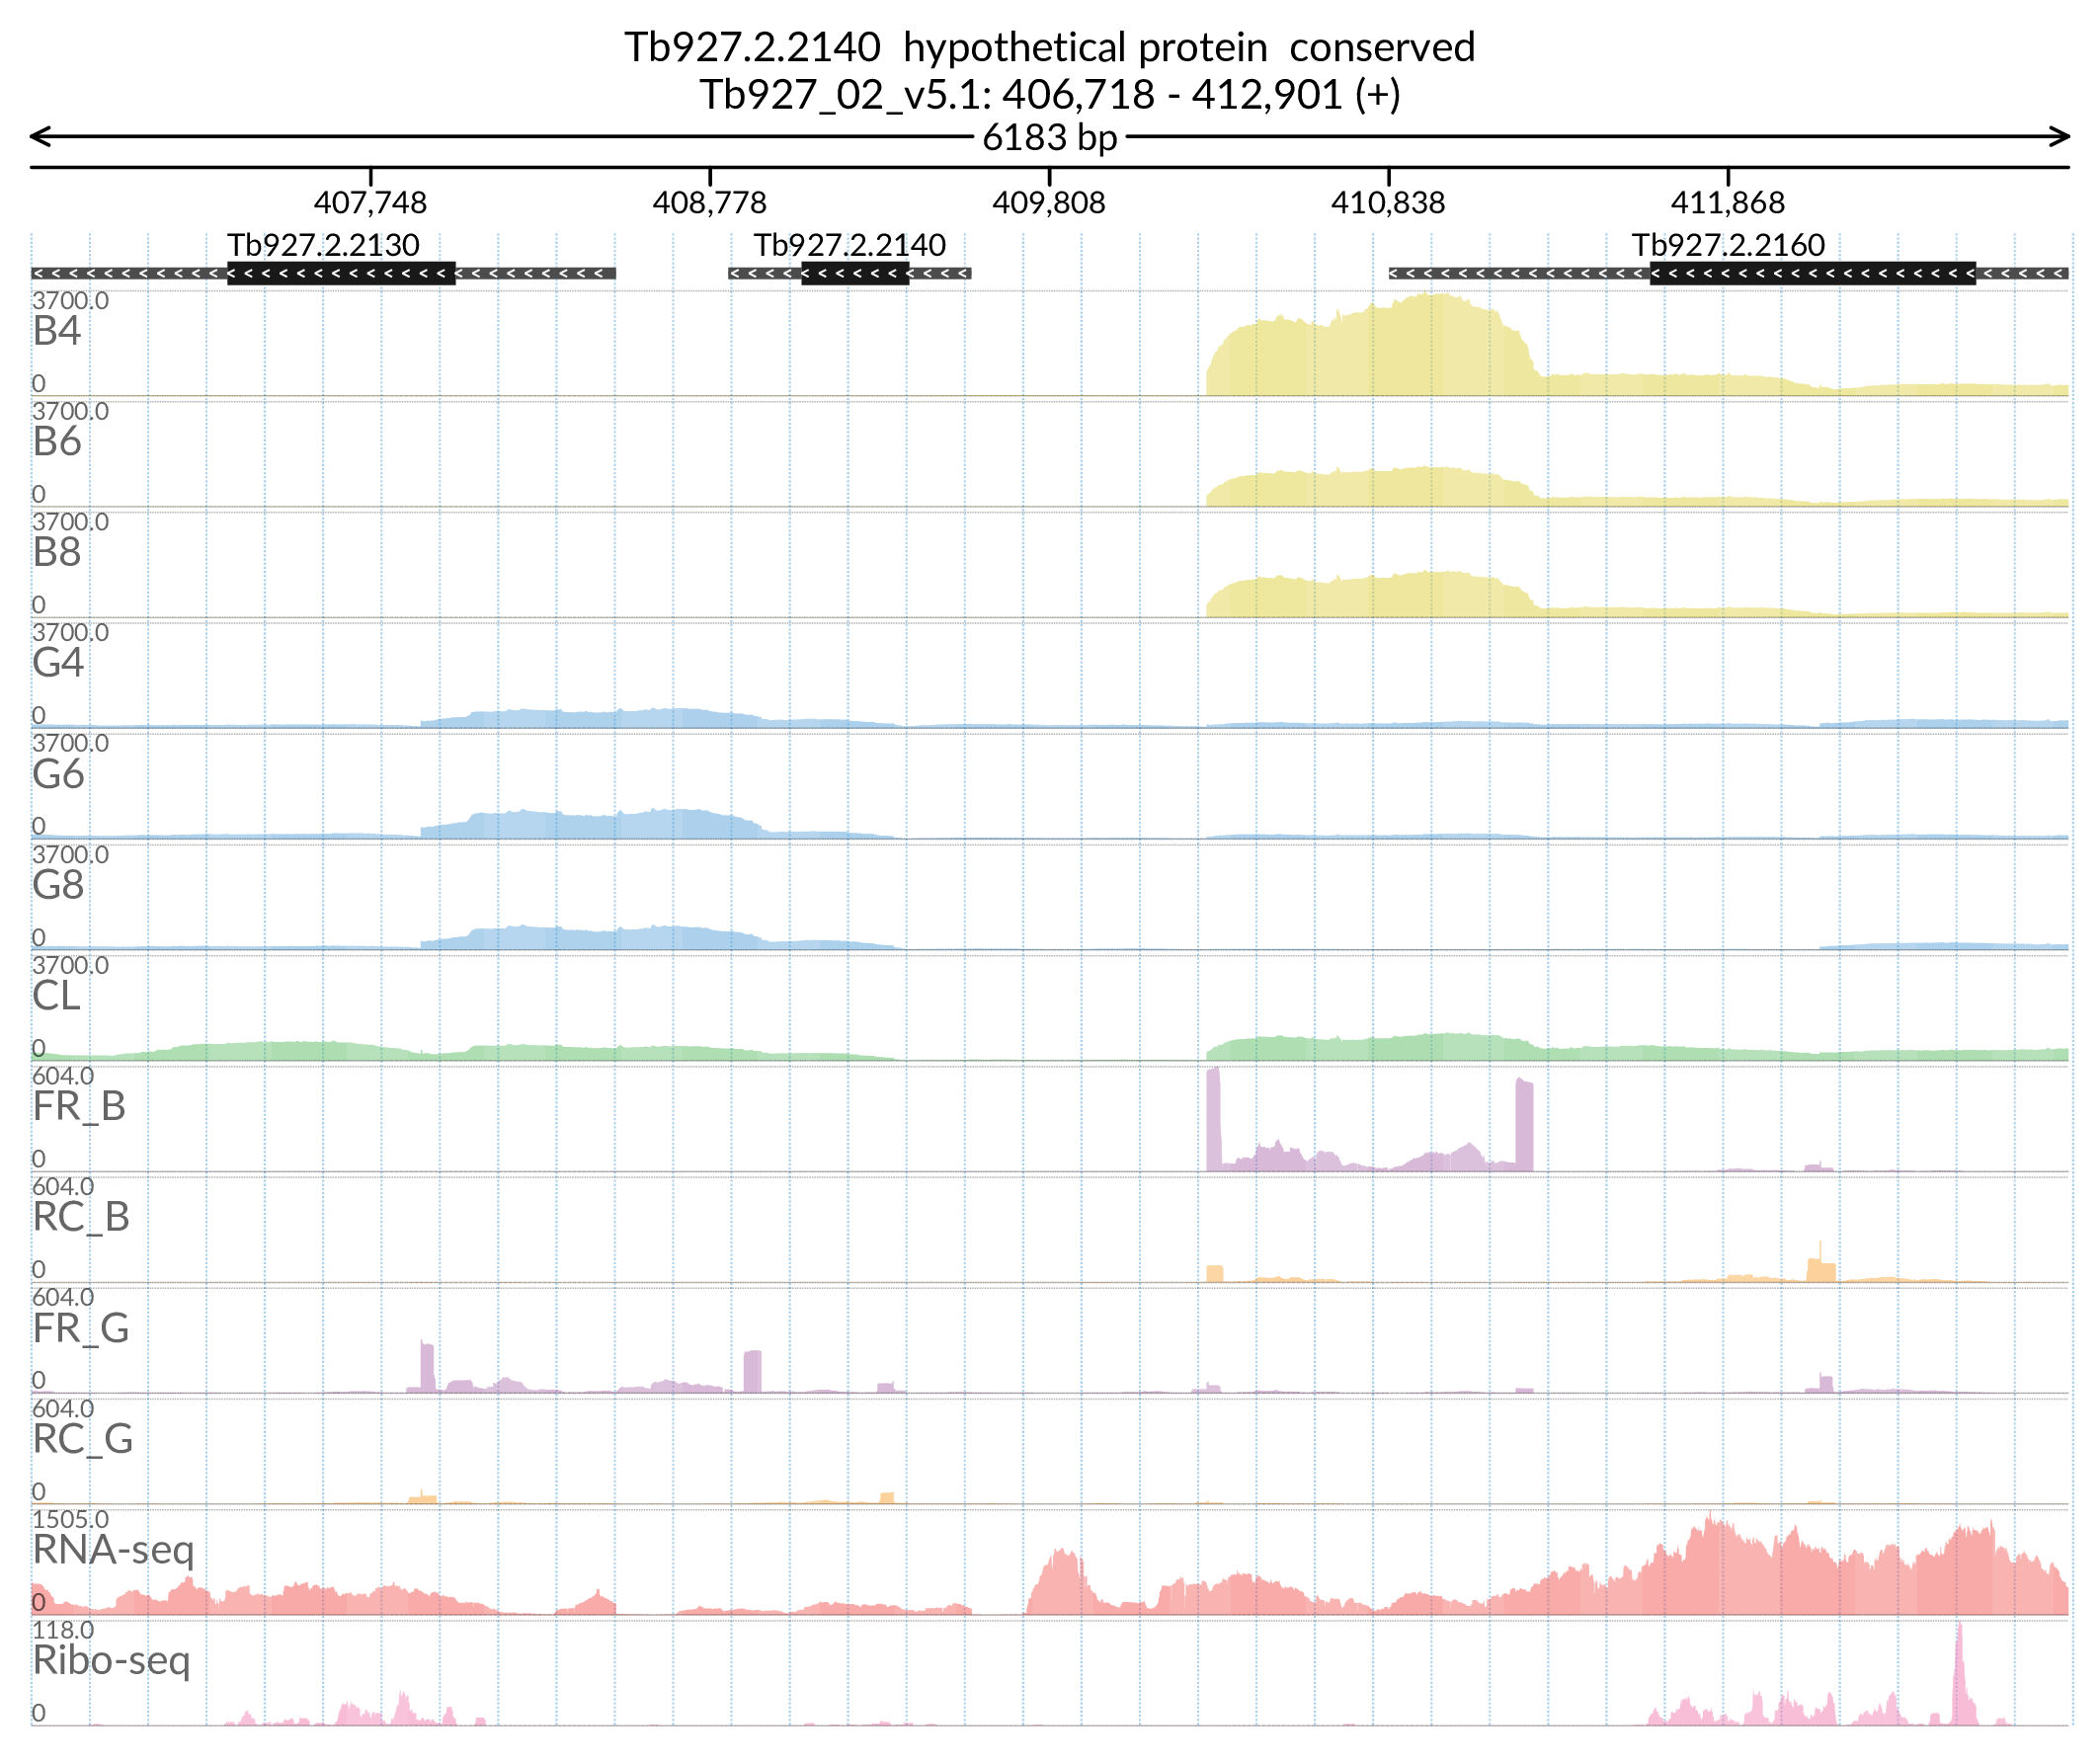 Tb927.2.2140 hypothetical protein conserved
Tb927_02_v5.1: 406,718 - 412,901 (+)
6183 bp
407,748 408,778 409,808 410,838 411,868
Tb927.2.2130 Tb927.2.2140 Tb927.2.2160
3700.0
B4
0
3700.0
B6
0
3700.0
B8
0
3700.0
G4
0
3700.0
G6
0
3700.0
G8
0
3700.0
CL
0
604.0
FR_B
0
604.0
RC_B
0
604.0
FR_G
0
604.0
RC_G
0
1505.0
RNA-seq
0
118.0
Ribo-seq
0